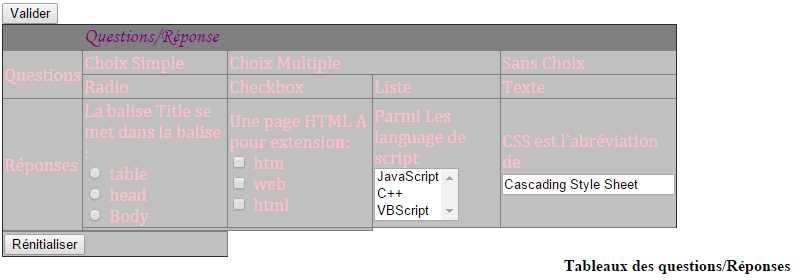 Valider
Questions/Réponse
Questions
Choix Simple
Choix Multiple
Sans Choix
Radio
Checkbox
Liste
Texte
Réponses
La balise Title se
met dans la balise
:
table
head
Body
Une page HTML A
pour extension:
htm
web
html
Parmi Les
language de
script
JavaScript
C++
VBScript
CSS est l'abréviation
de
Cascading Style Sheet
Rénitialiser
Tableaux des questions/Réponses